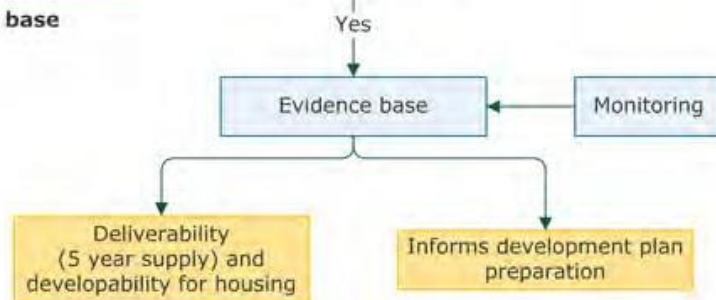 base
Yes
Evidence base
Monitoring
Deliverability
(5 year supply) and
developability for housing
Informs development plan
preparation